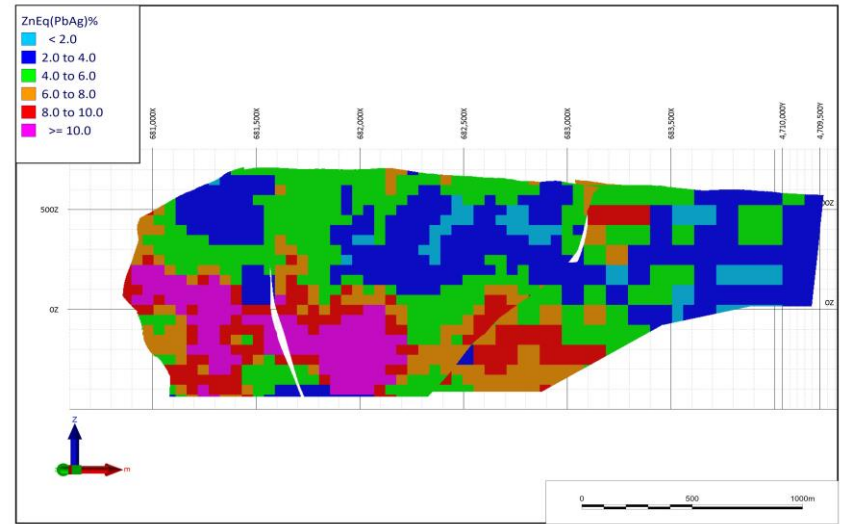 ZnEq(PbAg)%
< 2.0
2.0 to 4.0
4.0 to 6.0
6.0 to 8.0
8.0 to 10.0
>= 10.0
681,000X
681,500X
682,000X
682,500X
683,000X
683,500X
4,710,000Y
4,709,500Y
500Z
00Z
0Z
0Z
Z
m
0 500 1000m